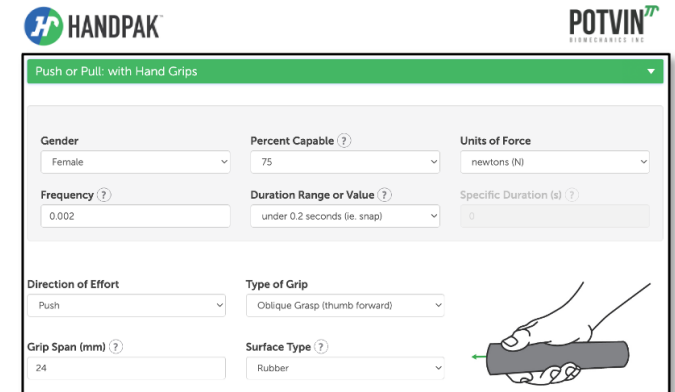 HANDPAK
POTVIN
BIOMECHANICS INC
Push or Pull: with Hand Grips
Gender
Percent Capable ?
Units of Force
Female
75
newtons (N)
Frequency ?
Duration Range or Value ?
Specific Duration (s) ?
0.002
under 0.2 seconds (ie. snap)
0
Direction of Effort
Type of Grip
Push
Oblique Grasp (thumb forward)
Grip Span (mm) ?
Surface Type ?
24
Rubber